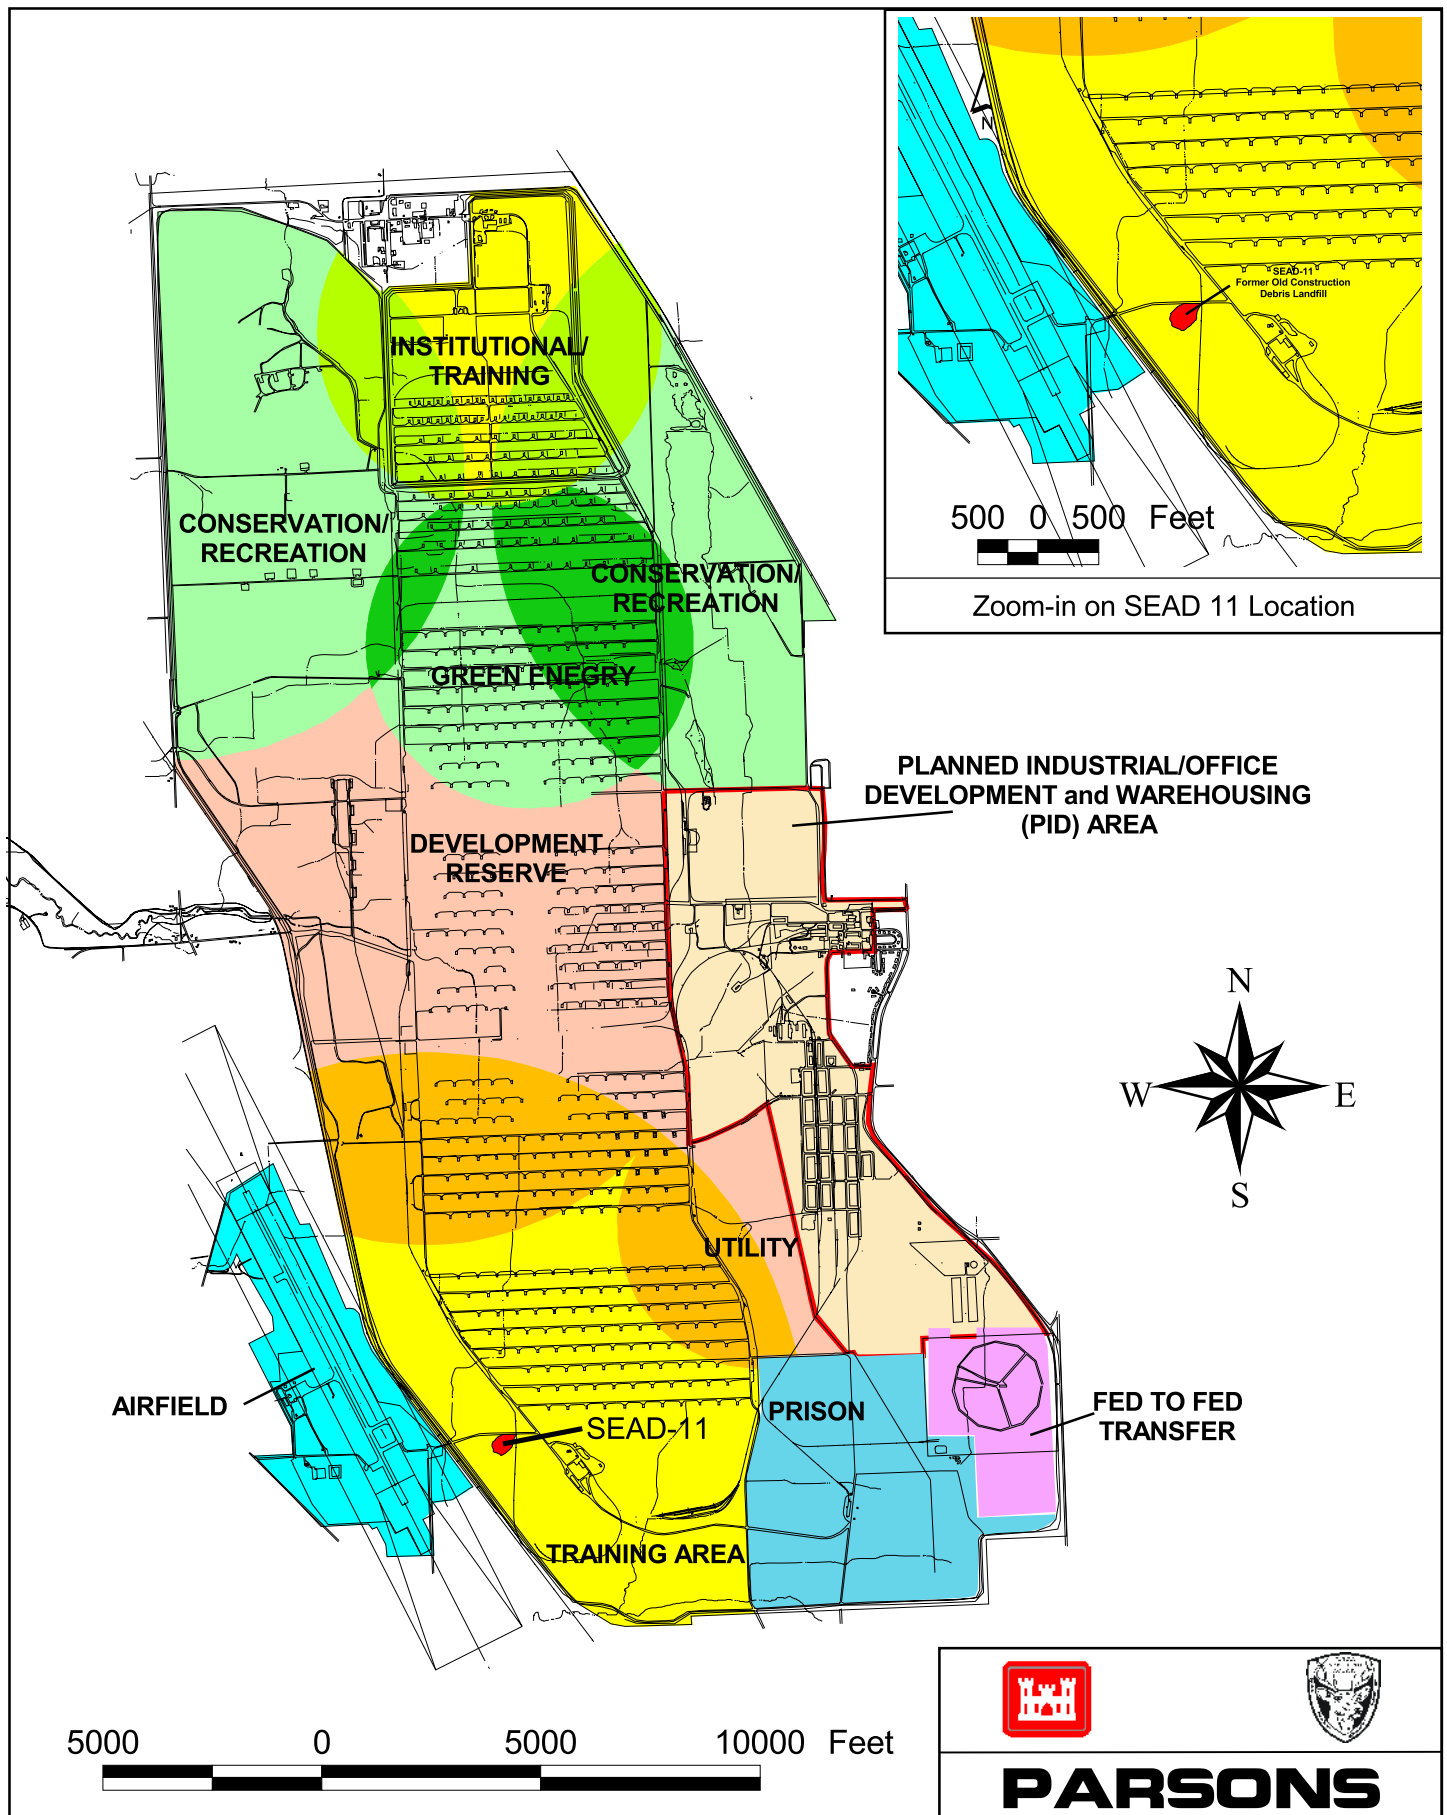 N
SEAD-11
Former Old Construction
Debris Landfill
500 0 500 Feet
Zoom-in on SEAD 11 Location
INSTITUTIONAL/
TRAINING
CONSERVATION/
RECREATION
CONSERVATION/
RECREATION
GREEN ENEGRY
PLANNED INDUSTRIAL/OFFICE
DEVELOPMENT and WAREHOUSING
(PID) AREA
DEVELOPMENT
RESERVE
N
W E
S
UTILITY
AIRFIELD
PRISON
FED TO FED
TRANSFER
SEAD-11
TRAINING AREA
5000 0 5000 10000 Feet
PARSONS